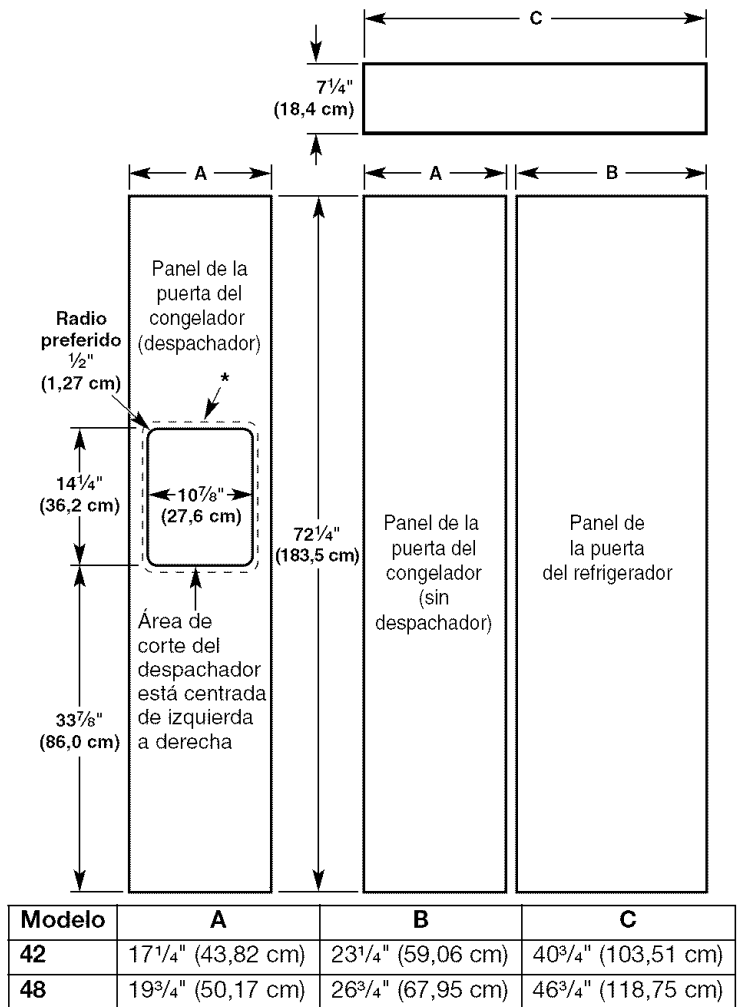 C
7¼"
(18,4 cm)
A
A
B
Panel de la
puerta del
congelador
(despachador)
Radio
preferido
½"
(1,27 cm)
*
14¼"
(36,2 cm)
10⅞"
(27,6 cm)
72¼"
(183,5 cm)
Panel de la
puerta del
congelador
(sin
despachador)
Panel de
la puerta
del refrigerador
Área de
corte del
despachador
está centrada
de izquierda
a derecha
33⅞"
(86,0 cm)
Modelo A B C
42 17¼" (43,82 cm) 23¼" (59,06 cm) 40¾" (103,51 cm)
48 19¾" (50,17 cm) 26¾" (67,95 cm) 46¾" (118,75 cm)